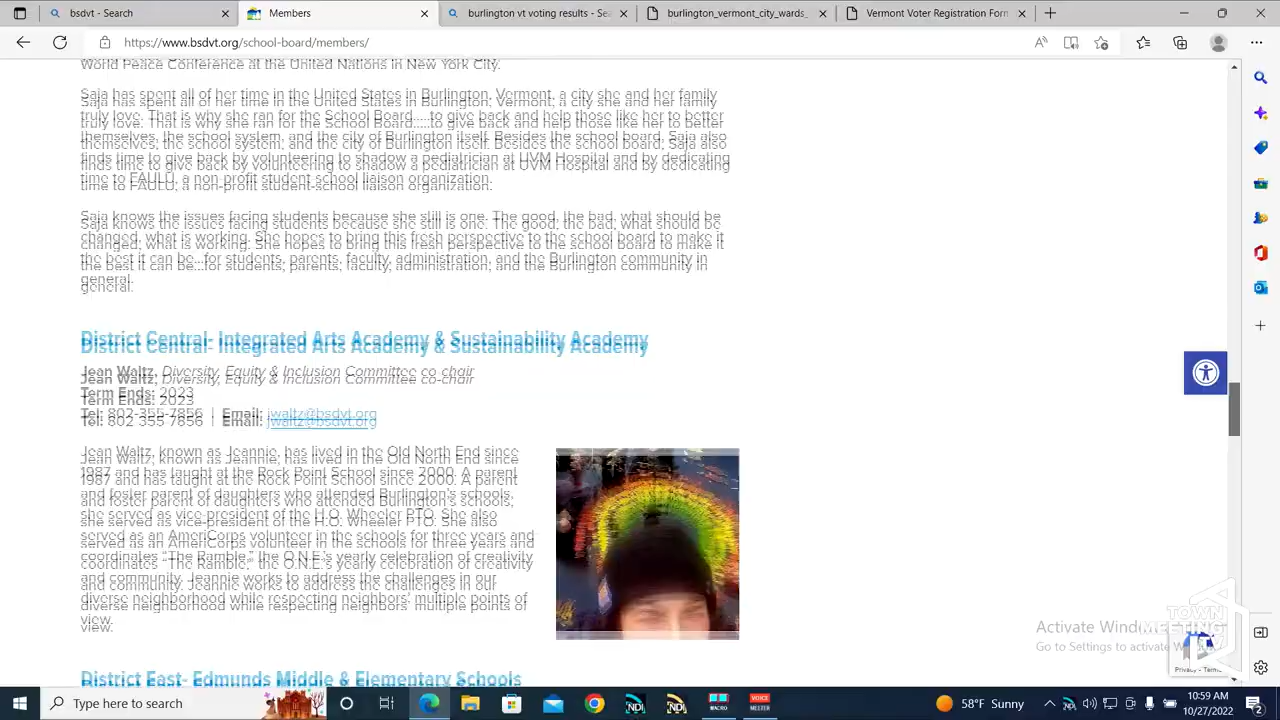 bsdvt - Search
Members
burlington vt voting results - Sea
burlington_vermont_city_wards_
Vermont Voter Registration Form
https://www.bsdvt.org/school-board/members/
World Peace Conference at the United Nations in New York City.
Saja has spent all of her time in the United States in Burlington, Vermont, a city she and her family
truly love. That is why she ran for the School Board.....to give back and help those like her to better
themselves, the school system, and the city of Burlington itself. Besides the school board, Saja also
finds time to give back by volunteering to shadow a pediatrician at UVM Hospital and by dedicating
time to FAULU, a non-profit student-school liaison organization.
Saja knows the issues facing students because she still is one. The good, the bad, what should be
changed, what is working. She hopes to bring this fresh perspective to the school board to make it
the best it can be...for students, parents, faculty, administration, and the Burlington community in
general.
District Central- Integrated Arts Academy & Sustainability Academy
Jean Waltz, Diversity, Equity & Inclusion Committee co-chair
Term Ends: 2023
Tel: 802-355-7856 | Email: jwaltz@bsdvt.org
Jean Waltz, known as Jeannie, has lived in the Old North End since
1987 and has taught at the Rock Point School since 2000. A parent
and foster parent of daughters who attended Burlington's schools,
she served as vice-president of the H.O. Wheeler PTO. She also
served as an AmeriCorps volunteer in the schools for three years and
coordinates "The Ramble," the O.N.E.'s yearly celebration of creativity
and community. Jeannie works to address the challenges in our
diverse neighborhood while respecting neighbors' multiple points of
view.
District East- Edmunds Middle & Elementary Schools
TOWN
MEETING
Activate Wind
Go to Settings to activate W
Privacy - Terms
Type here to search
NDI
NDI
MACRO
VOICE
MEETER
58°F Sunny
10:59 AM
10/27/2022
2